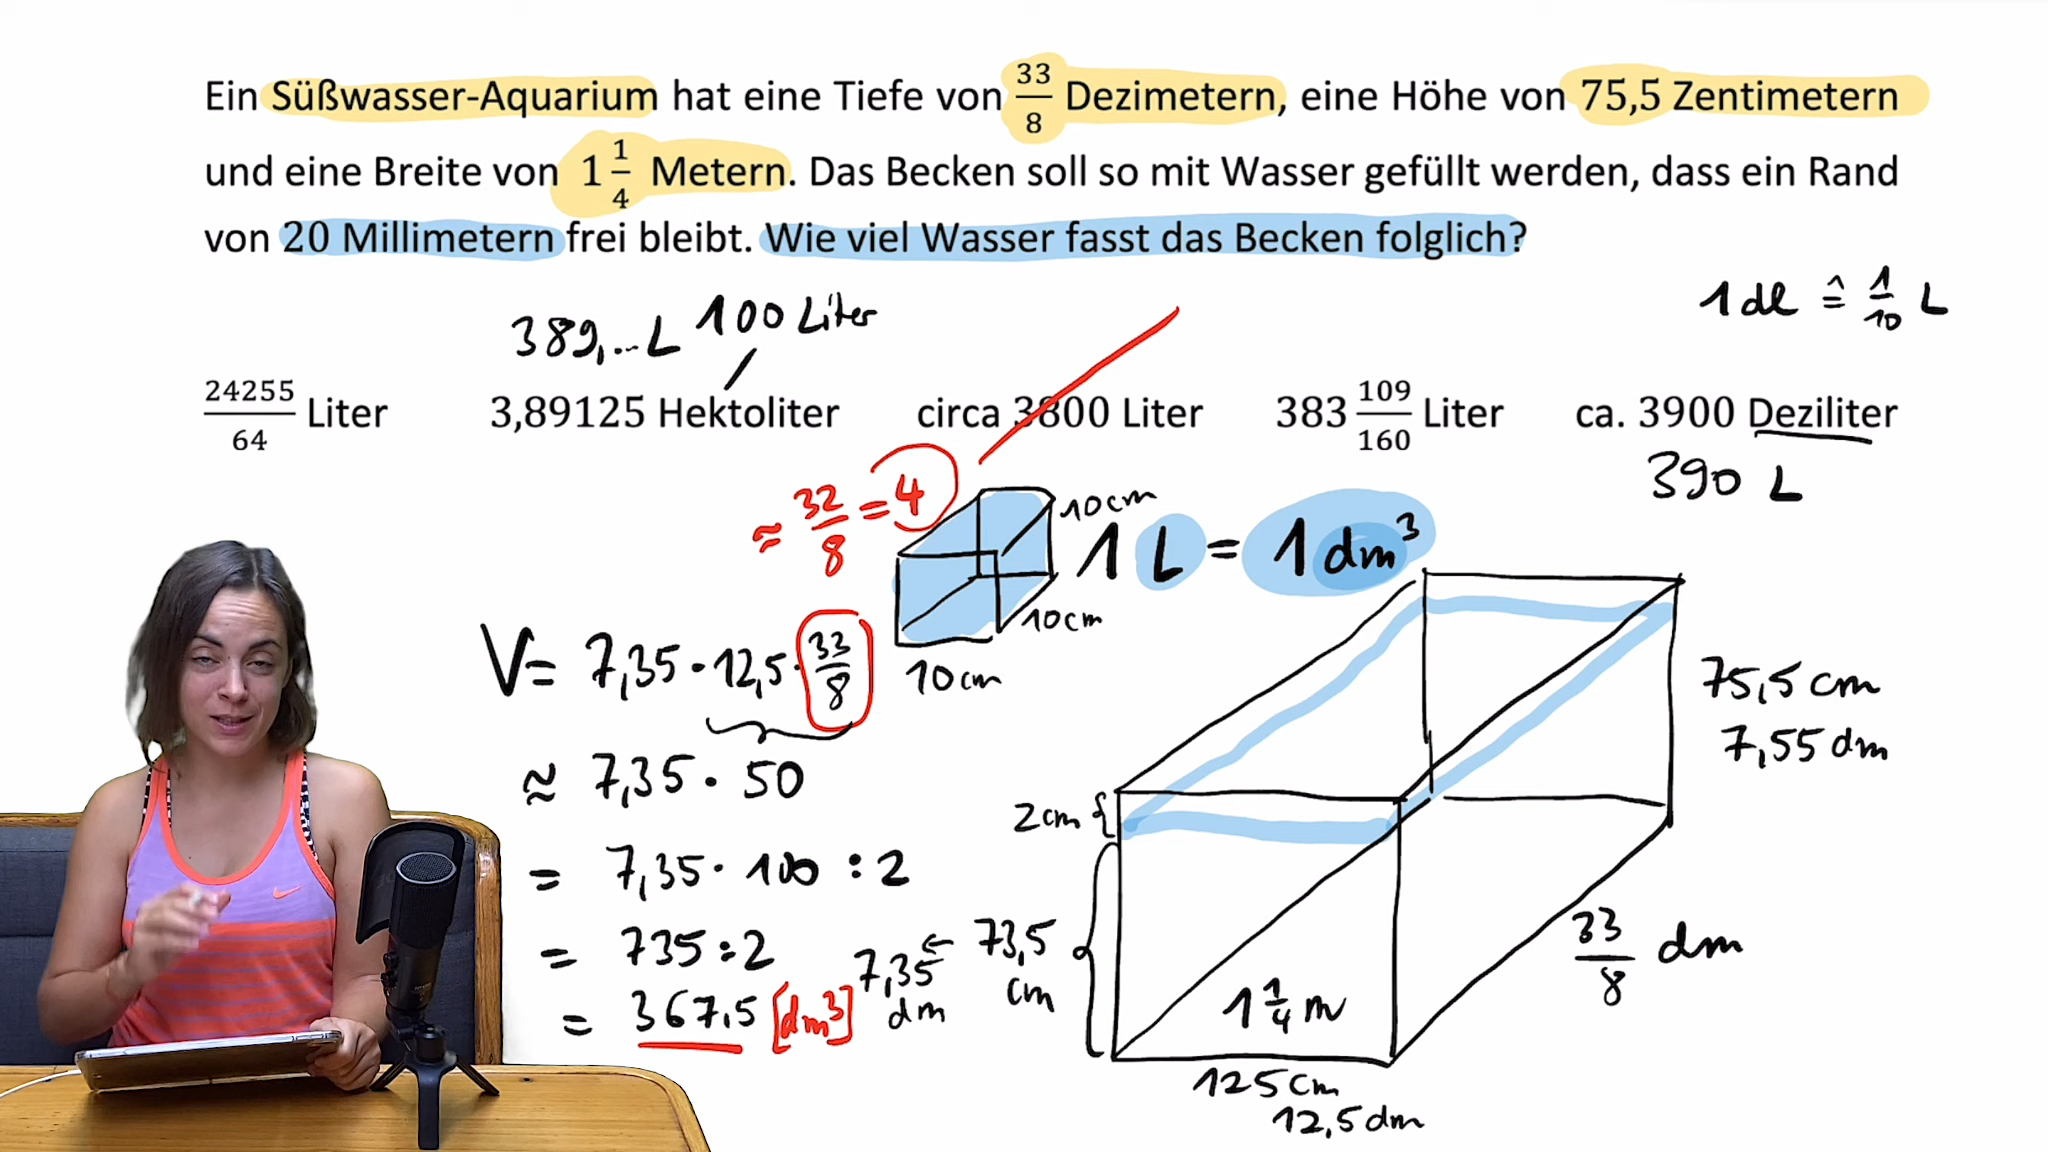 Ein Süßwasser-Aquarium hat eine Tiefe von 33/8 Dezimetern, eine Höhe von 75,5 Zentimetern
und eine Breite von 1 1/4 Metern. Das Becken soll so mit Wasser gefüllt werden, dass ein Rand
von 20 Millimetern frei bleibt. Wie viel Wasser fasst das Becken folglich?
1 dl ≙ 1/10 L
389,... L 100 Liter
24255/64 Liter 3,89125 Hektoliter circa 3800 Liter 383 109/160 Liter ca. 3900 Deziliter
390 L
≈ 32/8 = 4
10cm
1 L = 1 dm³
10cm
10cm
V = 7,35 · 12,5 · 33/8
≈ 7,35 · 50
= 7,35 · 100 : 2
= 735 : 2
= 367,5 [dm³]
75,5 cm
7,55 dm
2cm {
73,5
cm
7,35 ←
dm
33/8 dm
1 1/4 m
125 cm
12,5 dm